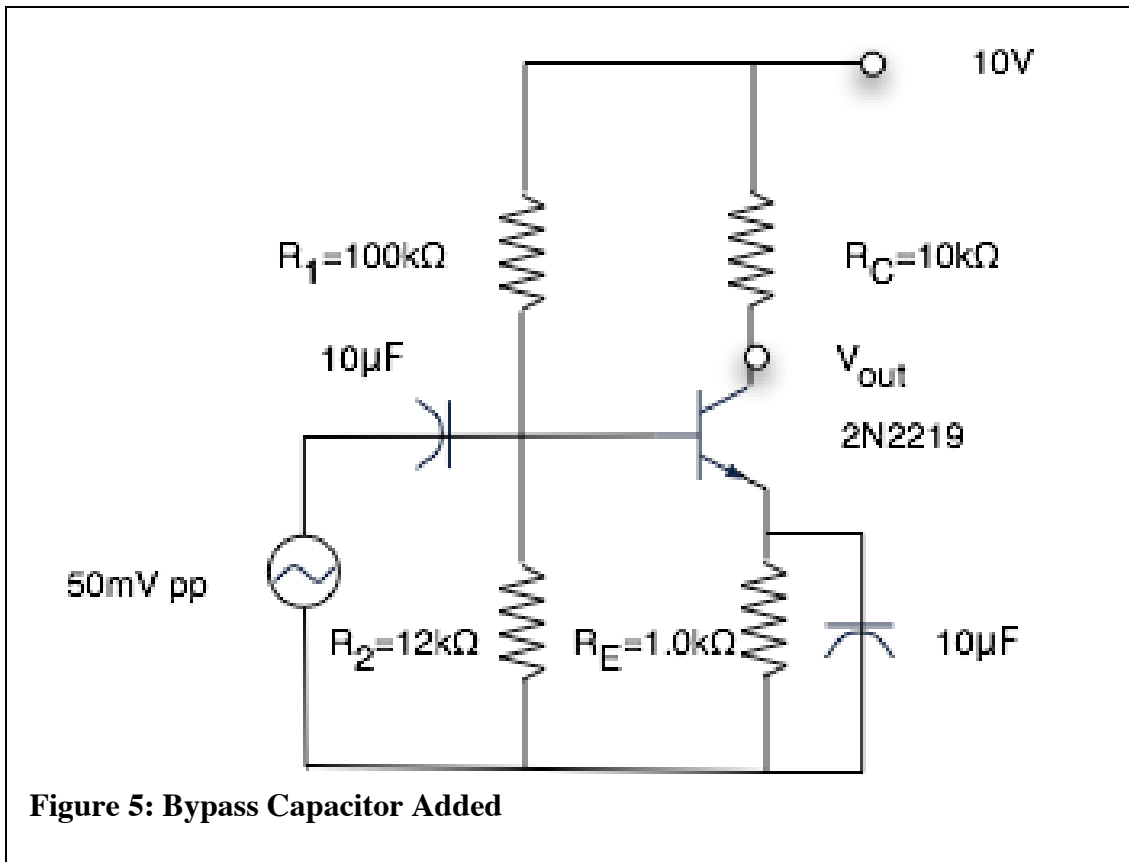 10V
R1=100kΩ
RC=10kΩ
10µF
Vout
2N2219
50mV pp
R2=12kΩ
RE=1.0kΩ
10µF
Figure 5: Bypass Capacitor Added